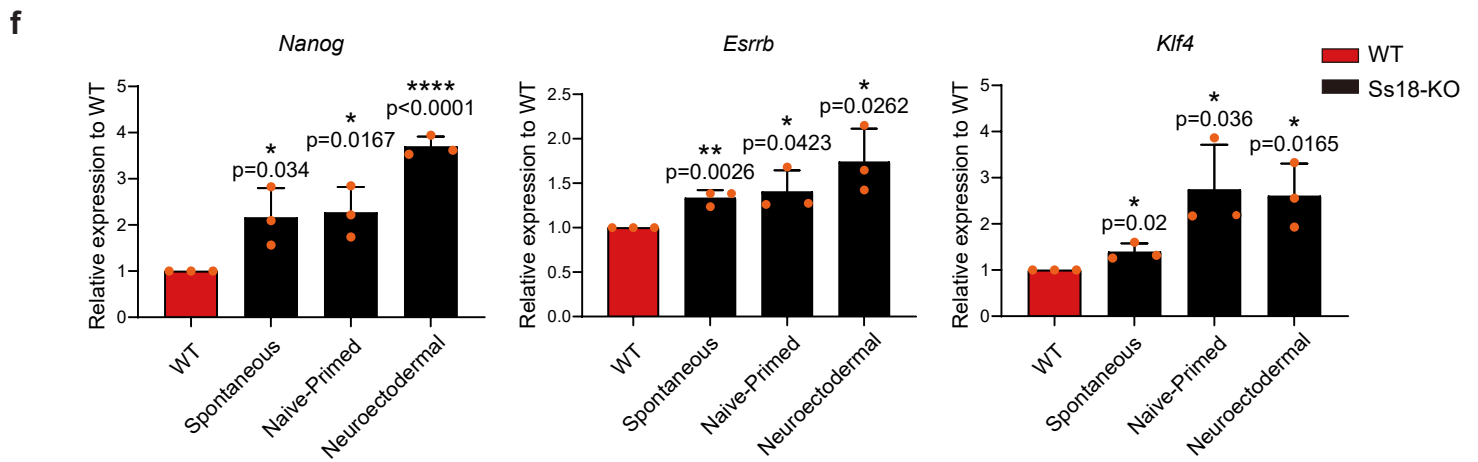 f
Nanog
Relative expression to WT
5
4
3
2
1
0
*
p=0.034
*
p=0.0167
****
p<0.0001
WT
Spontaneous
Naive-Primed
Neuroectodermal
Esrrb
Relative expression to WT
2.5
2.0
1.5
1.0
0.5
0.0
**
p=0.0026
*
p=0.0423
*
p=0.0262
WT
Spontaneous
Naive-Primed
Neuroectodermal
Klf4
Relative expression to WT
5
4
3
2
1
0
*
p=0.02
*
p=0.036
*
p=0.0165
WT
Spontaneous
Naive-Primed
Neuroectodermal
WT
Ss18-KO